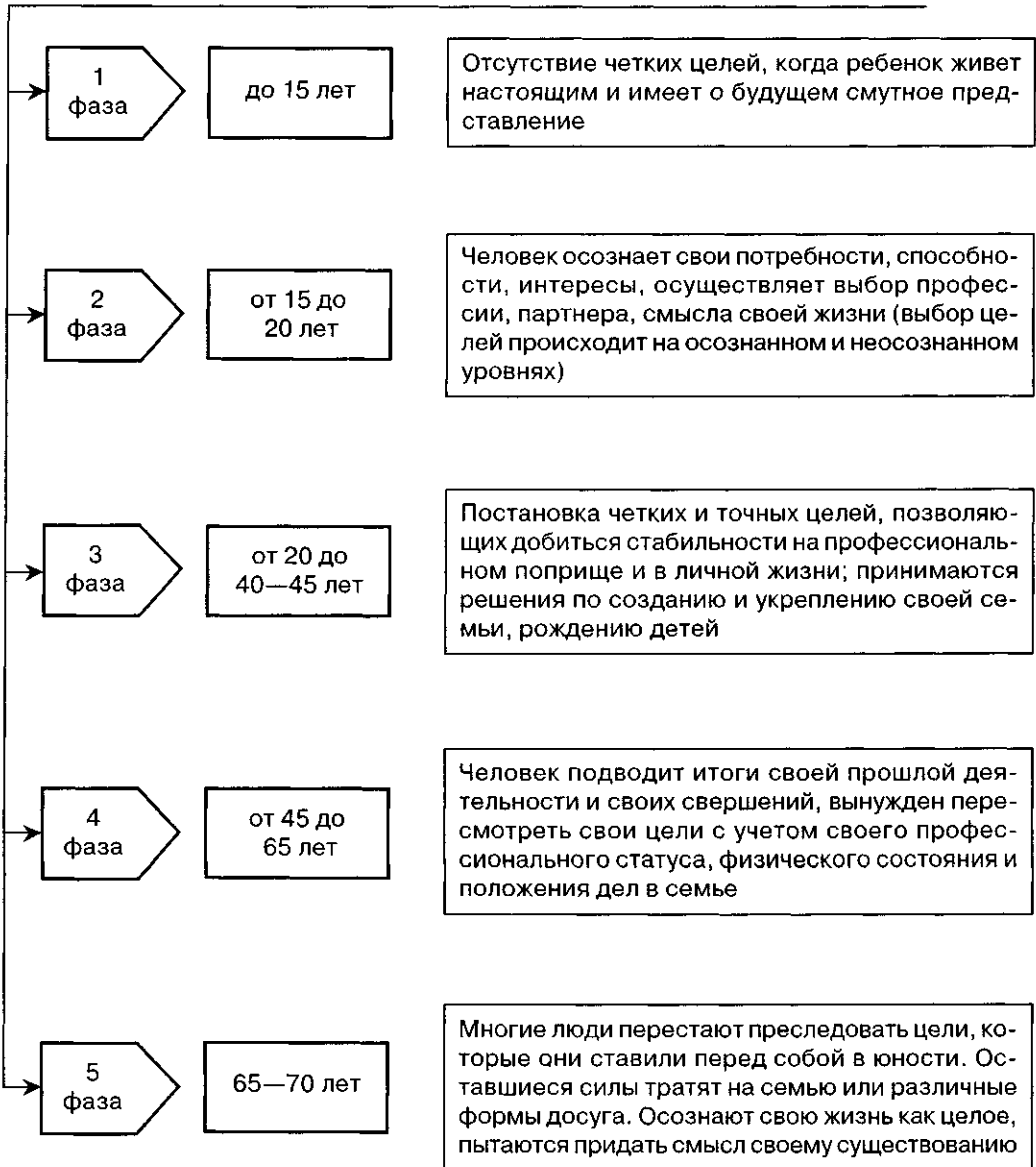 1
фаза
до 15 лет
Отсутствие четких целей, когда ребенок живет
настоящим и имеет о будущем смутное пред-
ставление
2
фаза
от 15 до
20 лет
Человек осознает свои потребности, способно-
сти, интересы, осуществляет выбор профес-
сии, партнера, смысла своей жизни (выбор це-
лей происходит на осознанном и неосознанном
уровнях)
3
фаза
от 20 до
40—45 лет
Постановка четких и точных целей, позволяю-
щих добиться стабильности на профессиональ-
ном поприще и в личной жизни; принимаются
решения по созданию и укреплению своей се-
мьи, рождению детей
4
фаза
от 45 до
65 лет
Человек подводит итоги своей прошлой дея-
тельности и своих свершений, вынужден пере-
смотреть свои цели с учетом своего профес-
сионального статуса, физического состояния и
положения дел в семье
5
фаза
65—70 лет
Многие люди перестают преследовать цели, ко-
торые они ставили перед собой в юности. Ос-
тавшиеся силы тратят на семью или различные
формы досуга. Осознают свою жизнь как целое,
пытаются придать смысл своему существованию